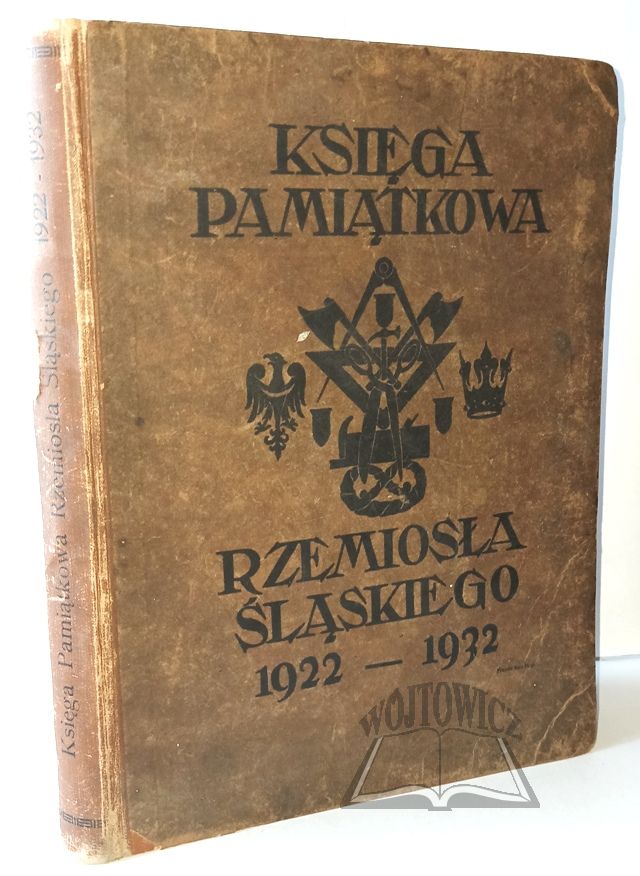 KSIĘGA
PAMIĄTKOWA
RZEMIOSŁA
ŚLĄSKIEGO
1922 — 1932
Księga Pamiątkowa Rzemiosła Śląskiego 1922 - 1932
WÓJTOWICZ